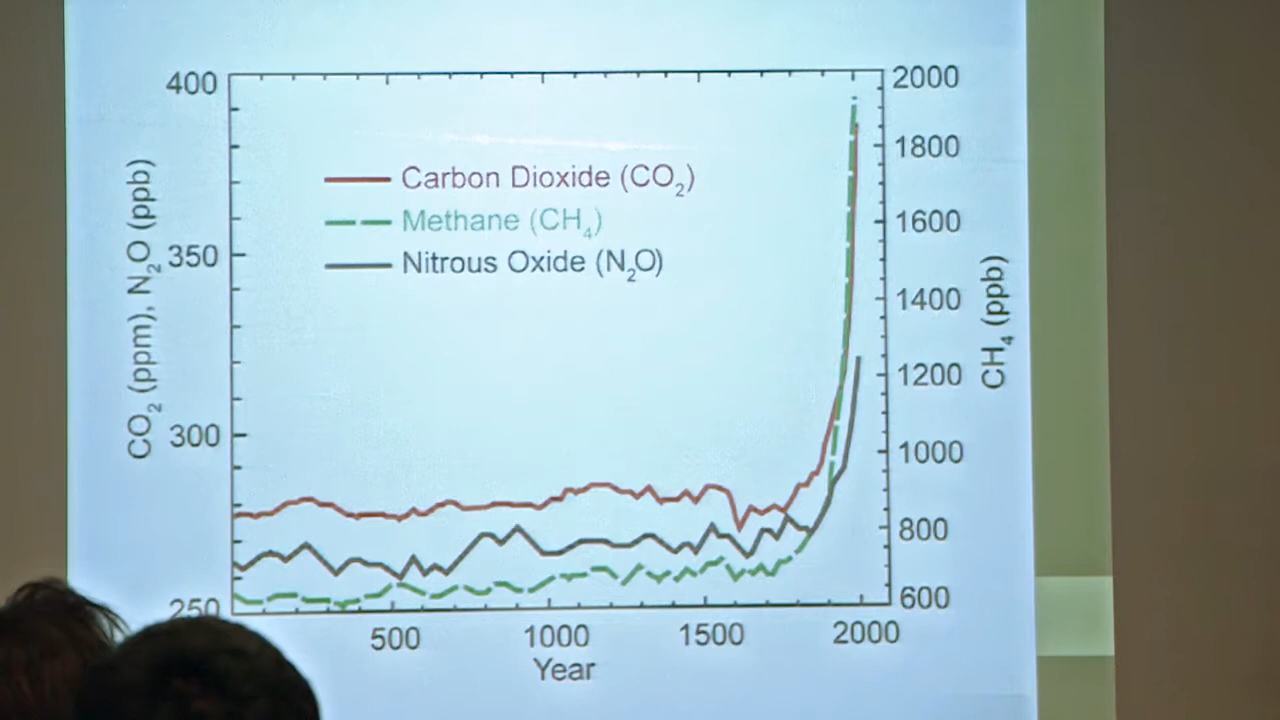 400
350
300
250
CO₂ (ppm), N₂O (ppb)
Carbon Dioxide (CO₂)
Methane (CH₄)
Nitrous Oxide (N₂O)
2000
1800
1600
1400
1200
1000
800
600
CH₄ (ppb)
500 1000 1500 2000
Year